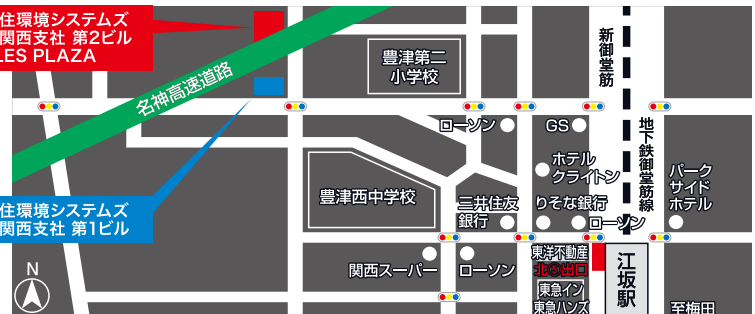 住環境システムズ
関西支社 第2ビル
LES PLAZA
名神高速道路
豊津第二
小学校
新御堂筋
ローソン
GS
地下鉄御堂筋線
ホテル
クライトン
パーク
サイド
ホテル
豊津西中学校
三井住友
銀行
りそな銀行
ローソン
住環境システムズ
関西支社 第1ビル
関西スーパー
ローソン
東洋不動産
北の出口
江坂駅
東急イン
東急ハンズ
至梅田
N